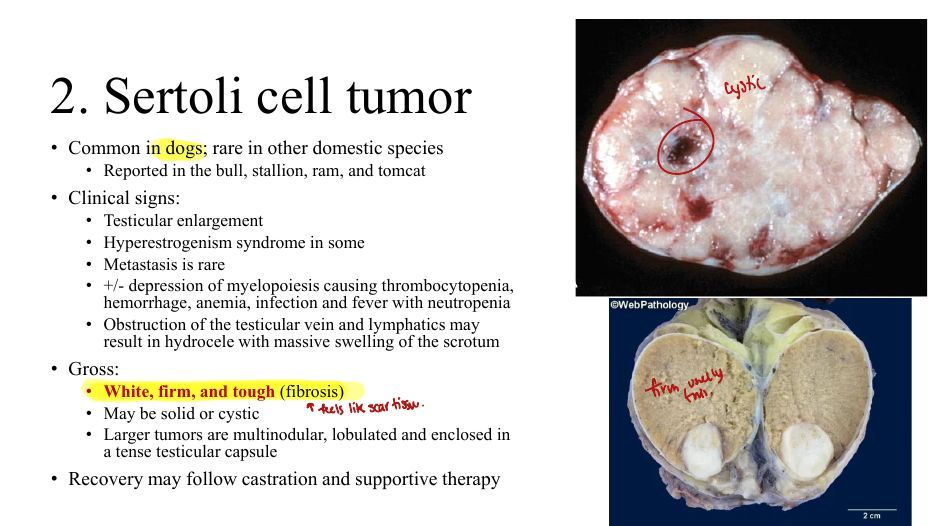 2. Sertoli cell tumor
• Common in dogs; rare in other domestic species
• Reported in the bull, stallion, ram, and tomcat
• Clinical signs:
• Testicular enlargement
• Hyperestrogenism syndrome in some
• Metastasis is rare
• +/- depression of myelopoiesis causing thrombocytopenia,
hemorrhage, anemia, infection and fever with neutropenia
• Obstruction of the testicular vein and lymphatics may
result in hydrocele with massive swelling of the scrotum
• Gross:
• White, firm, and tough (fibrosis)
↑ feels like scar tissue.
• May be solid or cystic
• Larger tumors are multinodular, lobulated and enclosed in
a tense testicular capsule
• Recovery may follow castration and supportive therapy
cystic
©WebPathology
firm,
2 cm